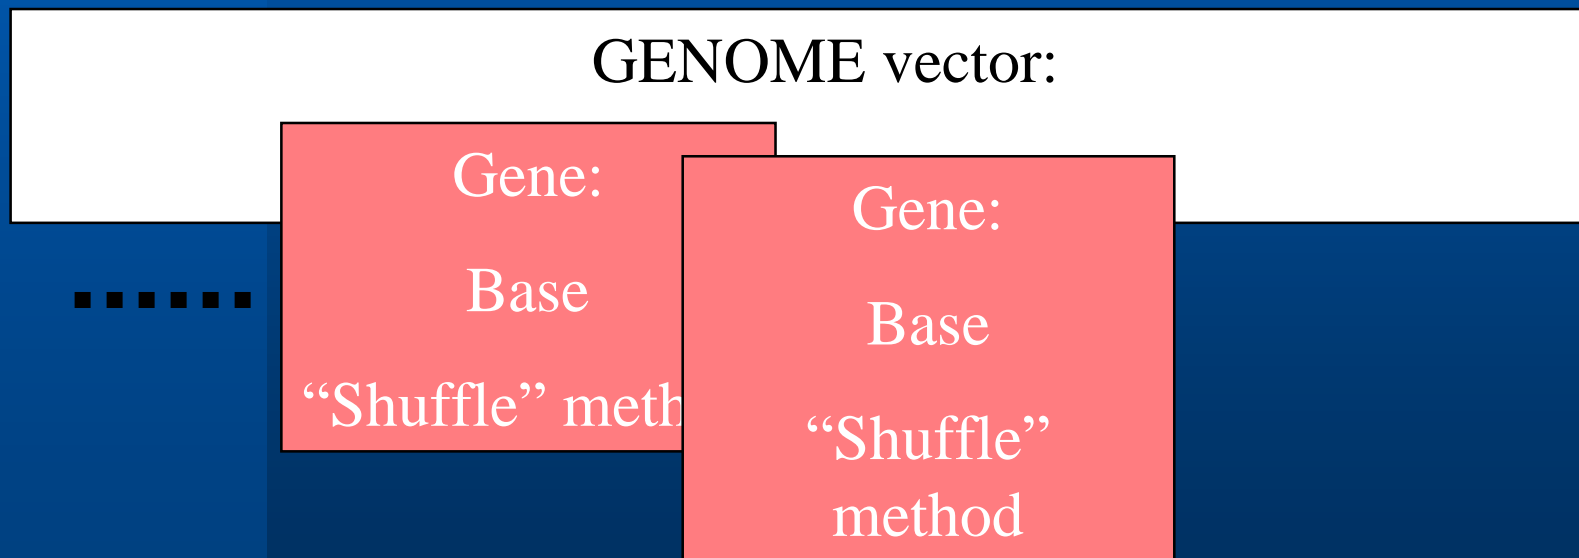 GENOME vector:
Gene:
Base
“Shuffle” meth
Gene:
Base
“Shuffle”
method